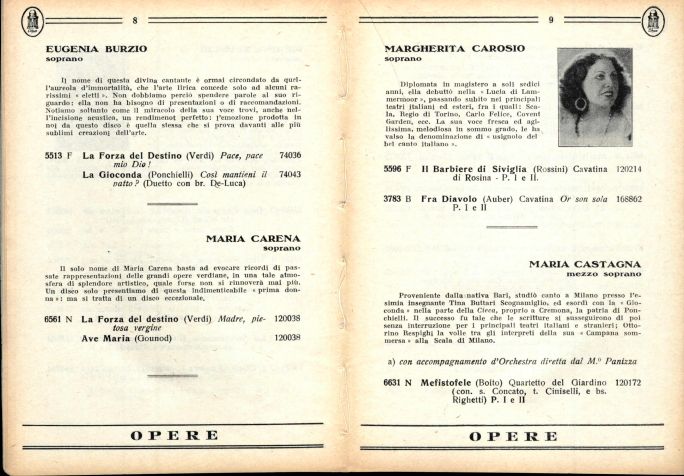 8
EUGENIA BURZIO
soprano
Il nome di questa divina cantante è ormai circondato da quel-
l'aureola d'immortalità, che l'arte lirica concede solo ad alcuni ra-
rissimi « eletti ». Non dobbiamo perciò spendere parole al suo ri-
guardo: ella non ha bisogno di presentazioni o di raccomandazioni.
Notiamo soltanto come il miracolo della sua voce trovi, anche nel-
l'incisione acustica, un rendimenot perfetto: l'emozione prodotta in
noi da questo disco è quella stessa che si prova davanti alle più
sublimi creazioni dell'arte.
5513 F La Forza del Destino (Verdi) Pace, pace 74036
mio Dio!
La Gioconda (Ponchielli) Così mantieni il 74043
patto? (Duetto con br. De-Luca)
MARIA CARENA
soprano
Il solo nome di Maria Carena basta ad evocare ricordi di pas-
sate rappresentazioni delle grandi opere verdiane, in una tale atmo-
sfera di splendore artistico, quale forse non si rinnoverà mai più.
Un disco solo presentiamo di questa indimenticabile « prima don-
na »: ma si tratta di un disco eccezionale.
6561 N La Forza del destino (Verdi) Madre, pie- 120038
tosa vergine
Ave Maria (Gounod) 120038
OPERE
9
MARGHERITA CAROSIO
soprano
Diplomata in magistero a soli sedici
anni, ella debuttò nella « Lucia di Lam-
mermoor », passando subito nei principali
teatri italiani ed esteri, fra i quali: Sca-
la, Regio di Torino, Carlo Felice, Covent
Garden, ecc. La sua voce fresca ed agi-
lissima, melodiosa in sommo grado, le ha
valso la denominazione di « usignolo del
bel canto italiano ».
5596 F Il Barbiere di Siviglia (Rossini) Cavatina 120214
di Rosina - P. I e II.
3783 B Fra Diavolo (Auber) Cavatina Or son sola 168862
P. I e II
MARIA CASTAGNA
mezzo soprano
Proveniente dalla nativa Bari, studiò canto a Milano presso l'e-
simia insegnante Tina Buttari Scognamiglio, ed esordì con la « Gio-
conda » nella parte della Cieca, proprio a Cremona, la patria di Pon-
chielli. Il successo fu tale che le scritture si susseguirono di poi
senza interruzione per i principali teatri italiani e stranieri; Otto-
rino Respighi la volle tra gli interpreti della sua « Campana som-
mersa » alla Scala di Milano.
a) con accompagnamento d'Orchestra diretta dal M.º Panizza
6631 N Mefistofele (Boito) Quartetto del Giardino 120172
(con. s. Concato, t. Ciniselli, e bs.
Righetti) P. I e II
OPERE